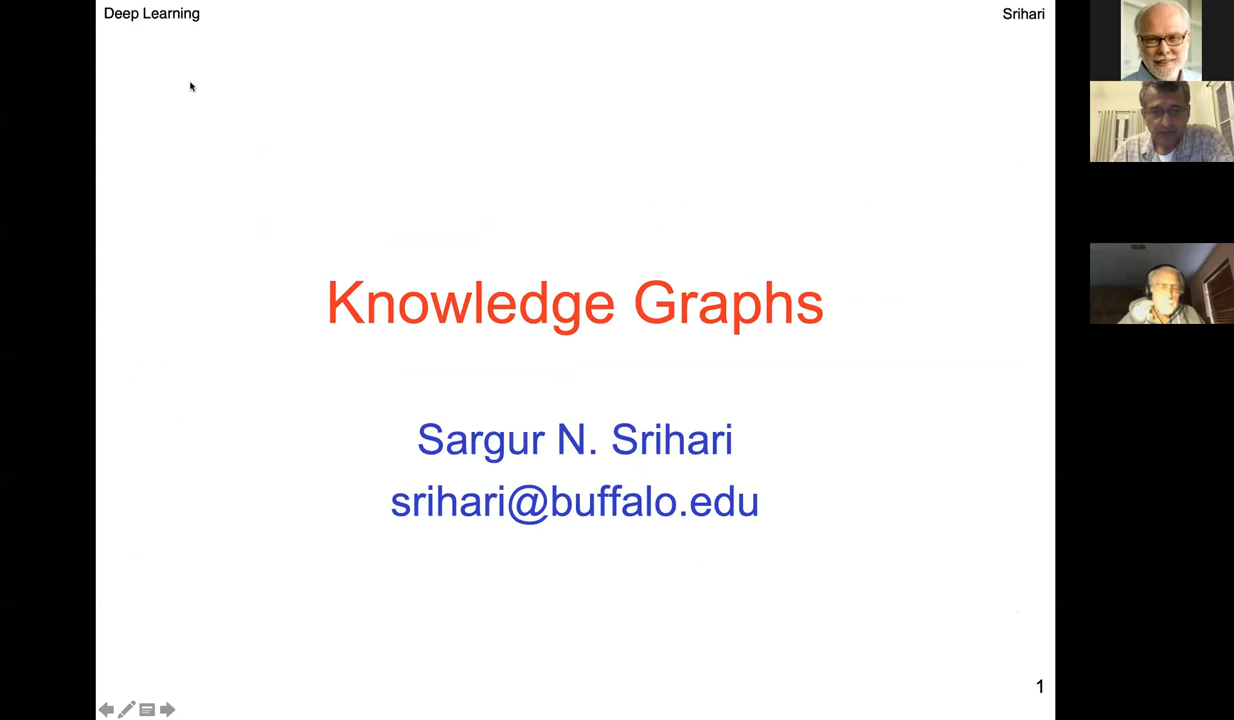 Deep Learning
Srihari
Knowledge Graphs
Sargur N. Srihari
srihari@buffalo.edu
1